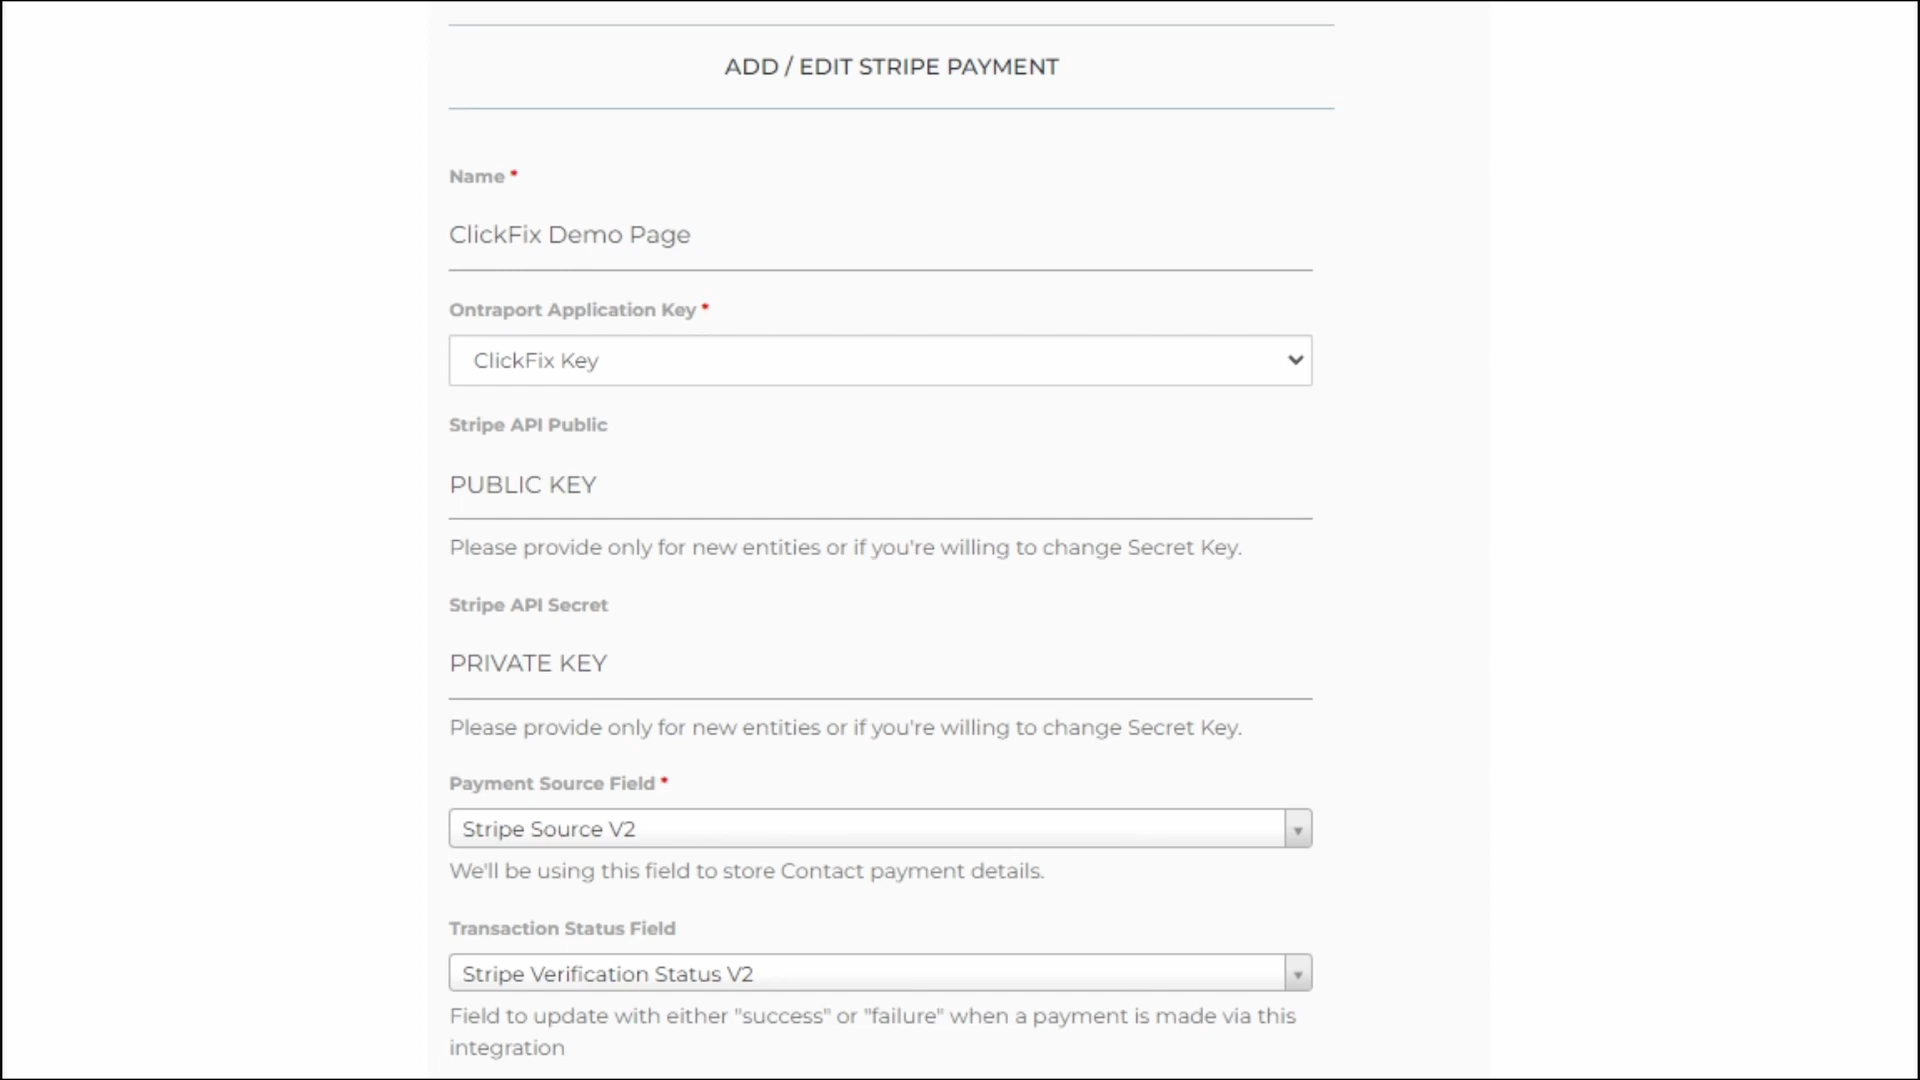 ADD / EDIT STRIPE PAYMENT
Name *
ClickFix Demo Page
Ontraport Application Key *
ClickFix Key
Stripe API Public
PUBLIC KEY
Please provide only for new entities or if you're willing to change Secret Key.
Stripe API Secret
PRIVATE KEY
Please provide only for new entities or if you're willing to change Secret Key.
Payment Source Field *
Stripe Source V2
We'll be using this field to store Contact payment details.
Transaction Status Field
Stripe Verification Status V2
Field to update with either "success" or "failure" when a payment is made via this
integration